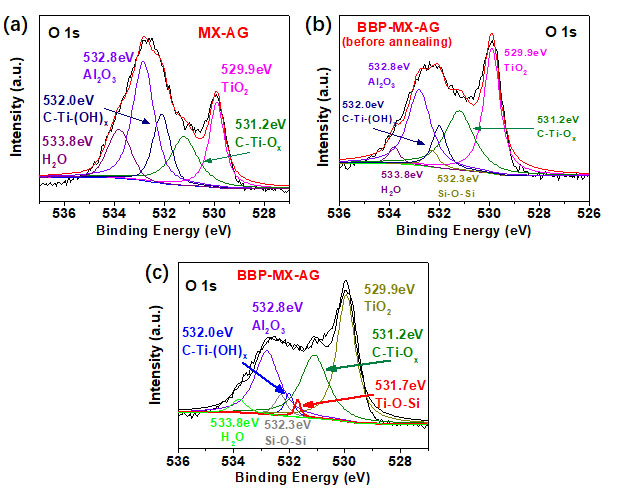 (a)
O 1s
MX-AG
532.8eV
Al₂O₃
529.9eV
TiO₂
532.0eV
C-Ti-(OH)ₓ
531.2eV
C-Ti-Oₓ
533.8eV
H₂O
Intensity (a.u.)
536 534 532 530 528
Binding Energy (eV)
(b)
BBP-MX-AG
(before annealing)
O 1s
529.9eV
TiO₂
532.8eV
Al₂O₃
532.0eV
C-Ti-(OH)ₓ
531.2eV
C-Ti-Oₓ
533.8eV
H₂O
532.3eV
Si-O-Si
Intensity (a.u.)
536 534 532 530 528 526
Binding Energy (eV)
(c)
O 1s
BBP-MX-AG
529.9eV
TiO₂
532.8eV
Al₂O₃
532.0eV
C-Ti-(OH)ₓ
531.2eV
C-Ti-Oₓ
531.7eV
Ti-O-Si
533.8eV
H₂O
532.3eV
Si-O-Si
Intensity (a.u.)
536 534 532 530 528
Binding Energy (eV)